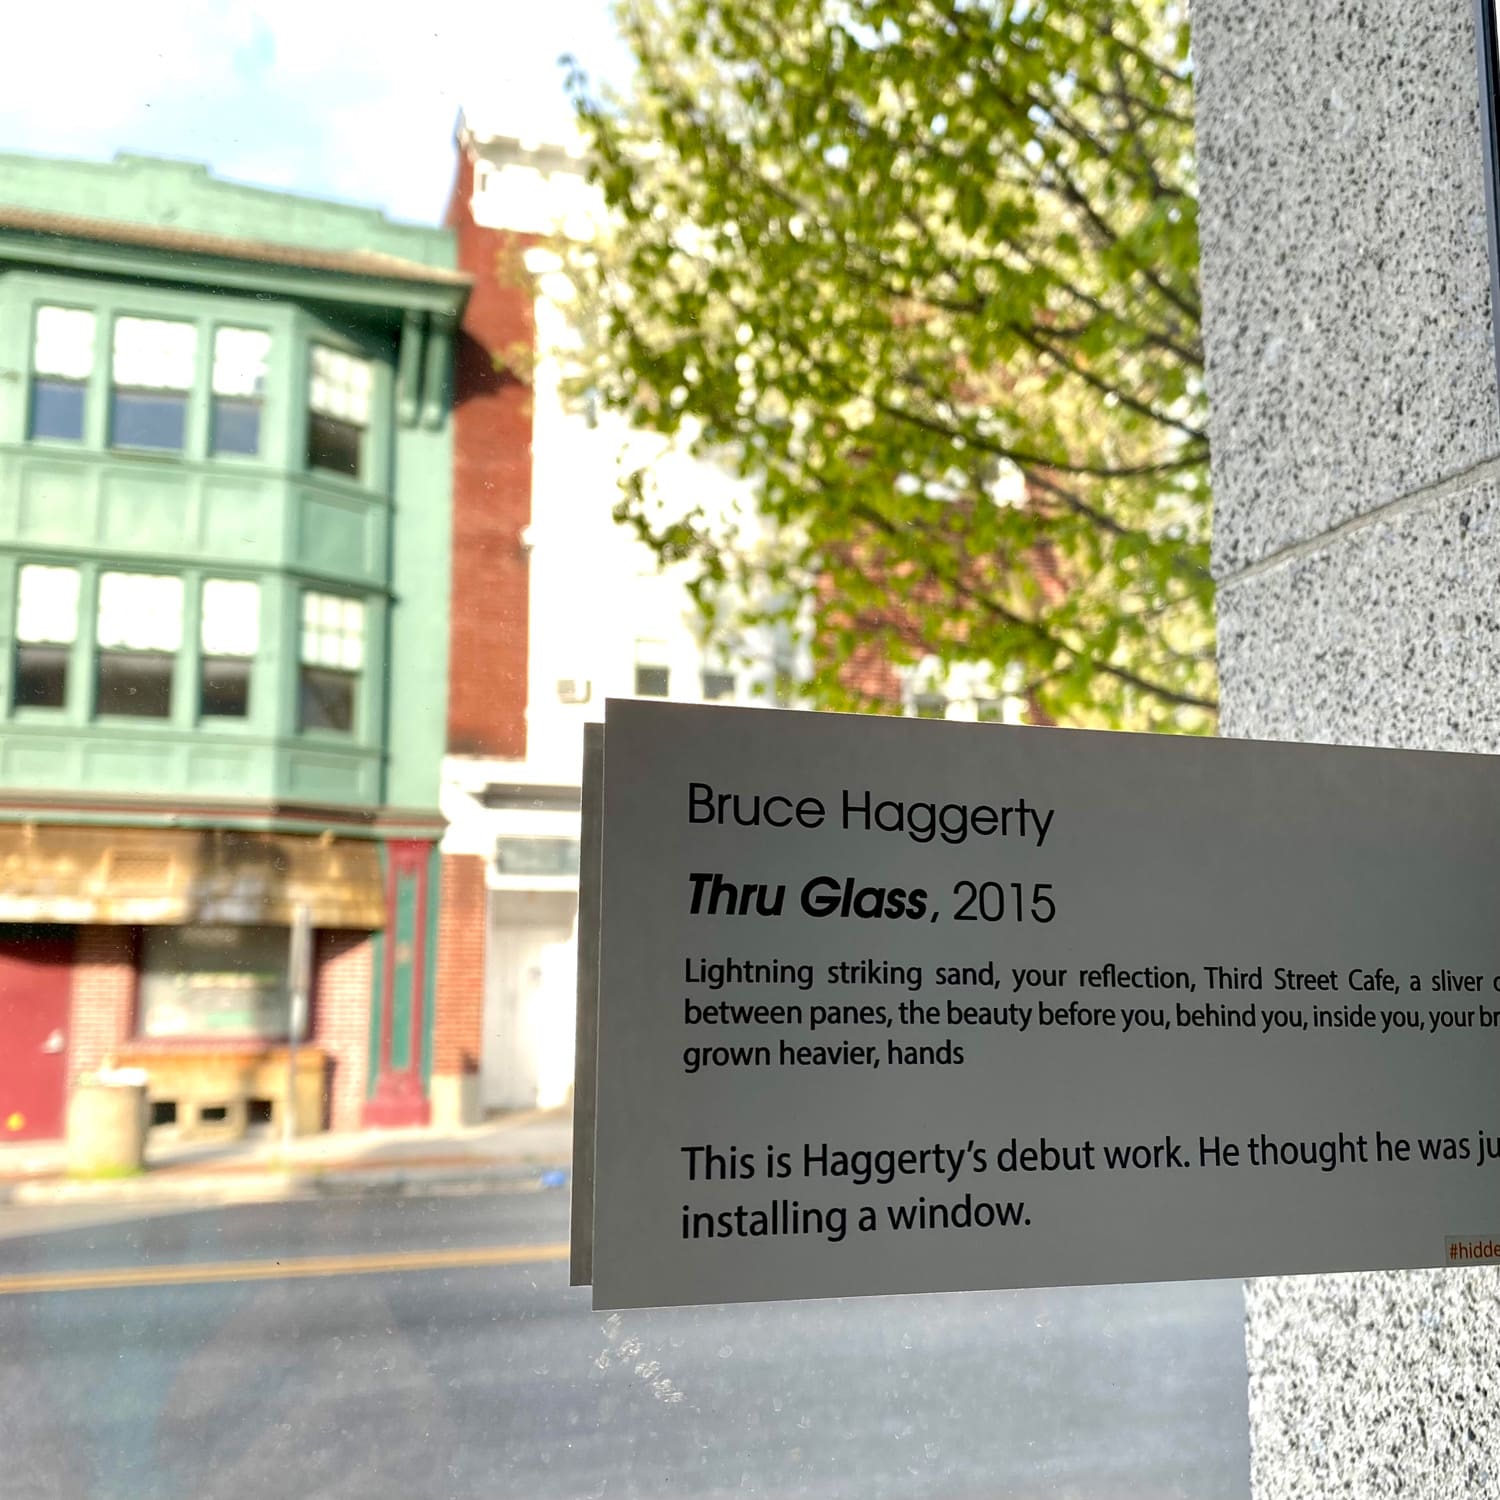 Bruce Haggerty
Thru Glass, 2015
Lightning striking sand, your reflection, Third Street Cafe, a sliver
between panes, the beauty before you, behind you, inside you, your
grown heavier, hands
This is Haggerty's debut work. He thought he was
installing a window.